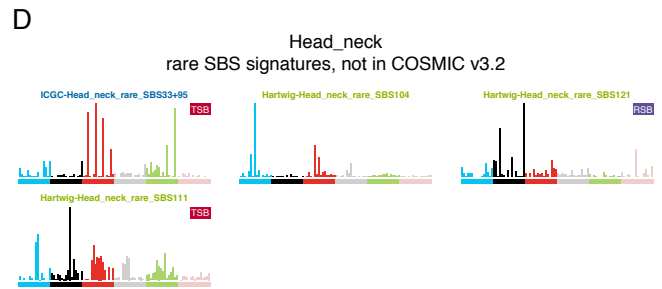 D
Head_neck
rare SBS signatures, not in COSMIC v3.2
ICGC-Head_neck_rare_SBS33+95
TSB
Hartwig-Head_neck_rare_SBS104
Hartwig-Head_neck_rare_SBS121
RSB
Hartwig-Head_neck_rare_SBS111
TSB